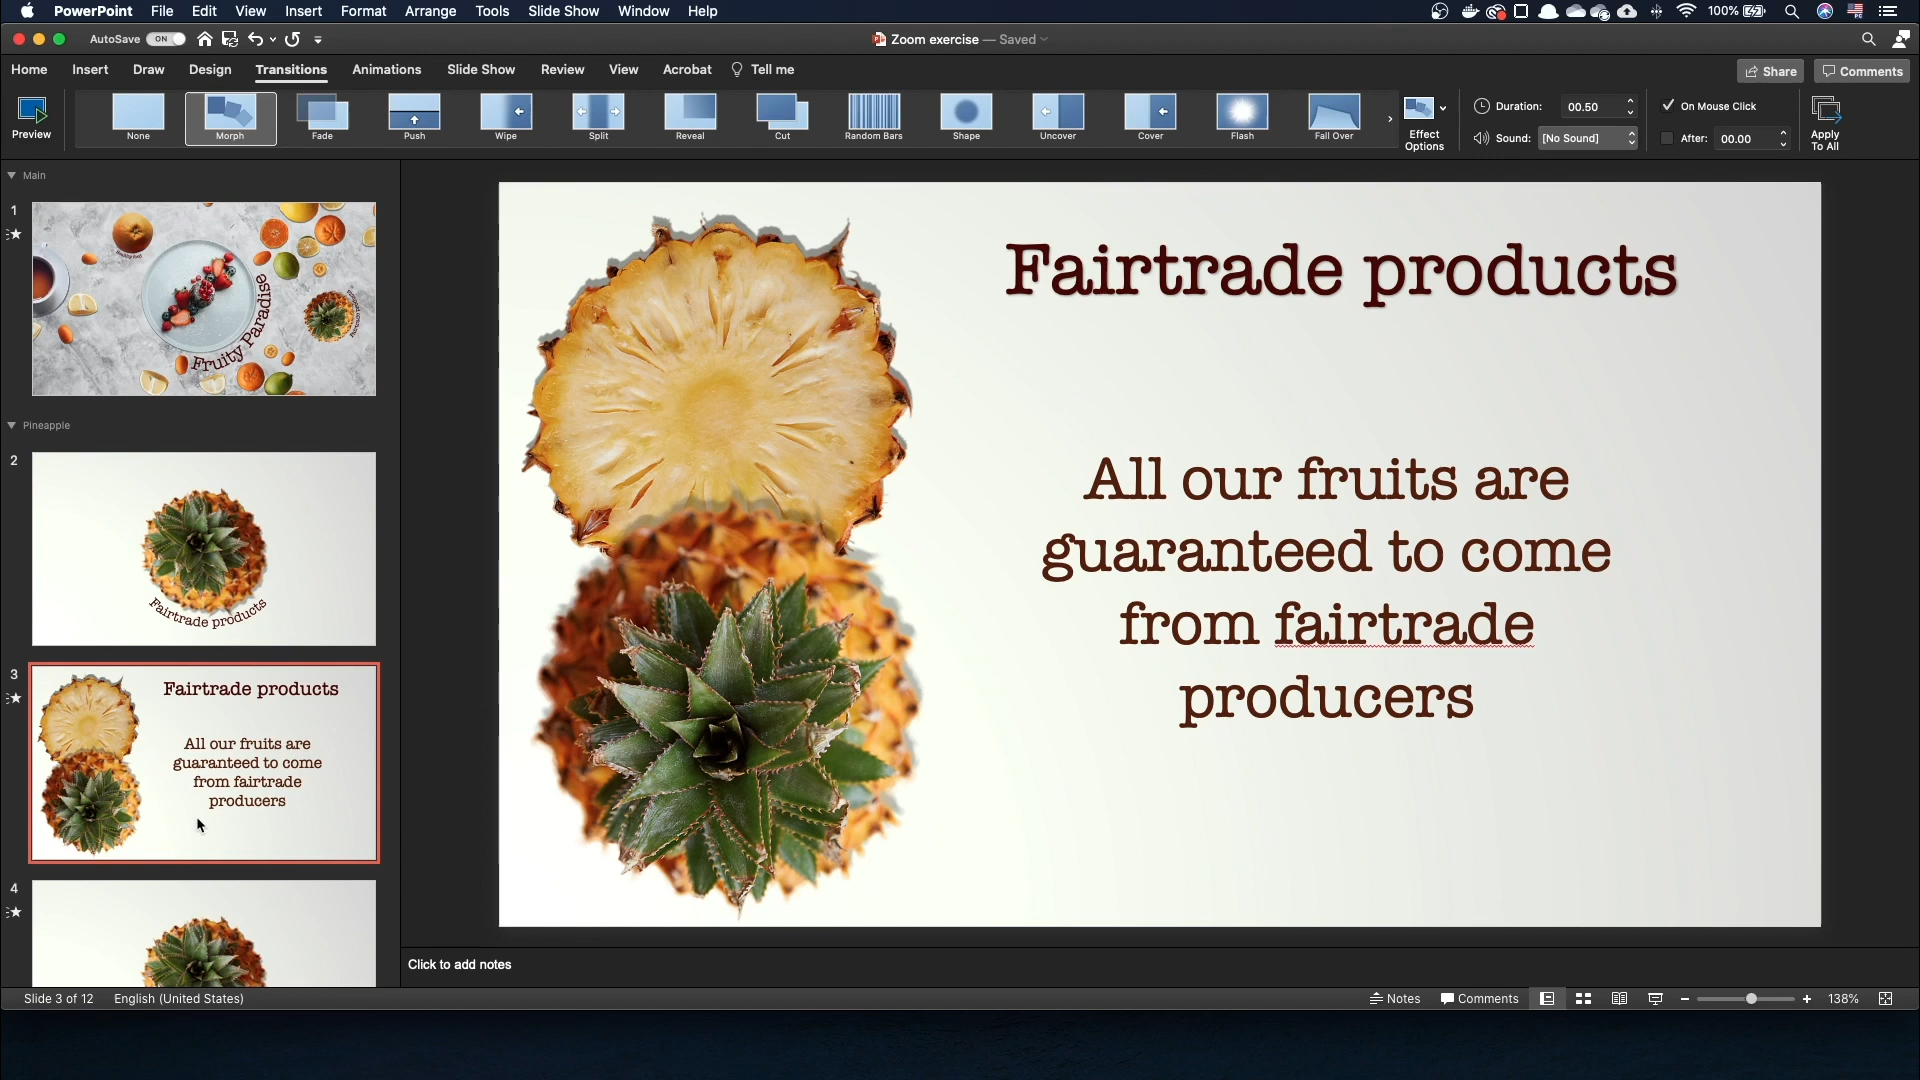 PowerPoint File Edit View Insert Format Arrange Tools Slide Show Window Help 100%
AutoSave ON Zoom exercise — Saved
Home Insert Draw Design Transitions Animations Slide Show Review View Acrobat Tell me Share Comments
Preview None Morph Fade Push Wipe Split Reveal Cut Random Bars Shape Uncover Cover Flash Fall Over Effect Options
Duration: 00.50 On Mouse Click
Sound: [No Sound] After: 00.00
Apply To All
Main
1
Fruity Paradise
Pineapple
2
Fairtrade products
3
Fairtrade products
All our fruits are
guaranteed to come
from fairtrade
producers
4
Fairtrade products
All our fruits are
guaranteed to come
from fairtrade
producers
Click to add notes
Slide 3 of 12 English (United States) Notes Comments 138%